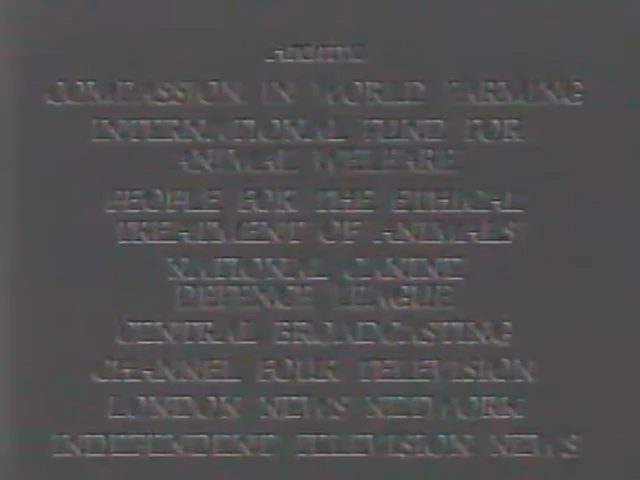 Archive
COMPASSION IN WORLD FARMING
INTERNATIONAL FUND FOR
ANIMAL WELFARE
PEOPLE FOR THE ETHICAL
TREATMENT OF ANIMALS
NATIONAL CANINE
DEFENCE LEAGUE
CENTRAL BROADCASTING
CHANNEL FOUR TELEVISION
LONDON NEWS NETWORK
INDEPENDENT TELEVISION NEWS